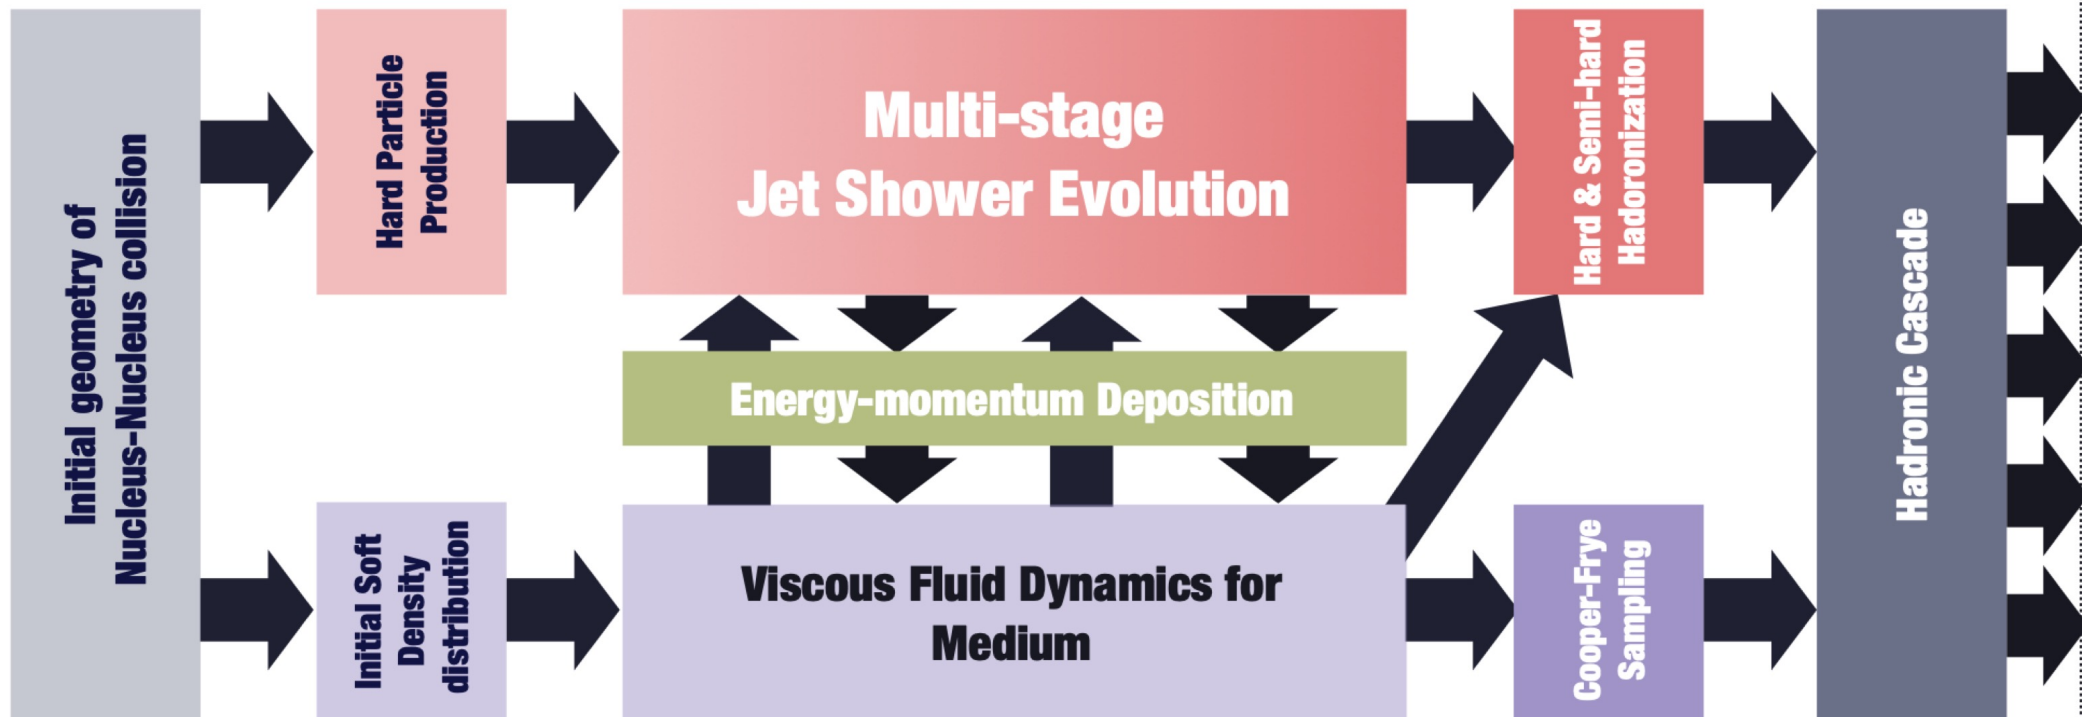 Initial geometry of
Nucleus-Nucleus collision
Hard Particle
Production
Initial Soft
Density
distribution
Multi-stage
Jet Shower Evolution
Energy-momentum Deposition
Viscous Fluid Dynamics for
Medium
Hard & Semi-hard
Hadoronization
Cooper-Frye
Sampling
Hadronic Cascade